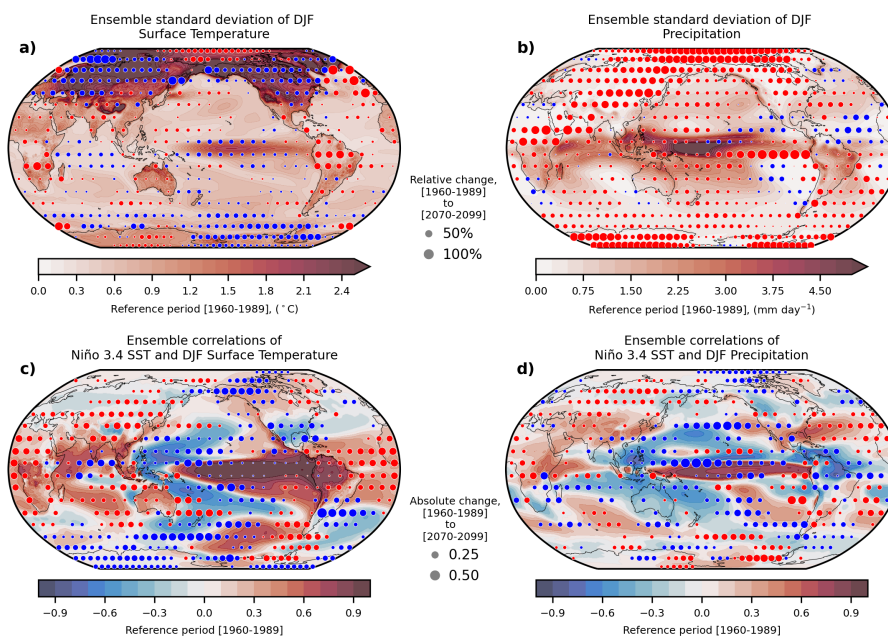 Ensemble standard deviation of DJF
Surface Temperature
a)
Ensemble standard deviation of DJF
Precipitation
b)
Relative change,
[1960-1989]
to
[2070-2099]
50%
100%
0.0 0.3 0.6 0.9 1.2 1.5 1.8 2.1 2.4
Reference period [1960-1989], (°C)
0.00 0.75 1.50 2.25 3.00 3.75 4.50
Reference period [1960-1989], (mm day⁻¹)
Ensemble correlations of
Niño 3.4 SST and DJF Surface Temperature
c)
Ensemble correlations of
Niño 3.4 SST and DJF Precipitation
d)
Absolute change,
[1960-1989]
to
[2070-2099]
0.25
0.50
−0.9 −0.6 −0.3 0.0 0.3 0.6 0.9
Reference period [1960-1989]
−0.9 −0.6 −0.3 0.0 0.3 0.6 0.9
Reference period [1960-1989]